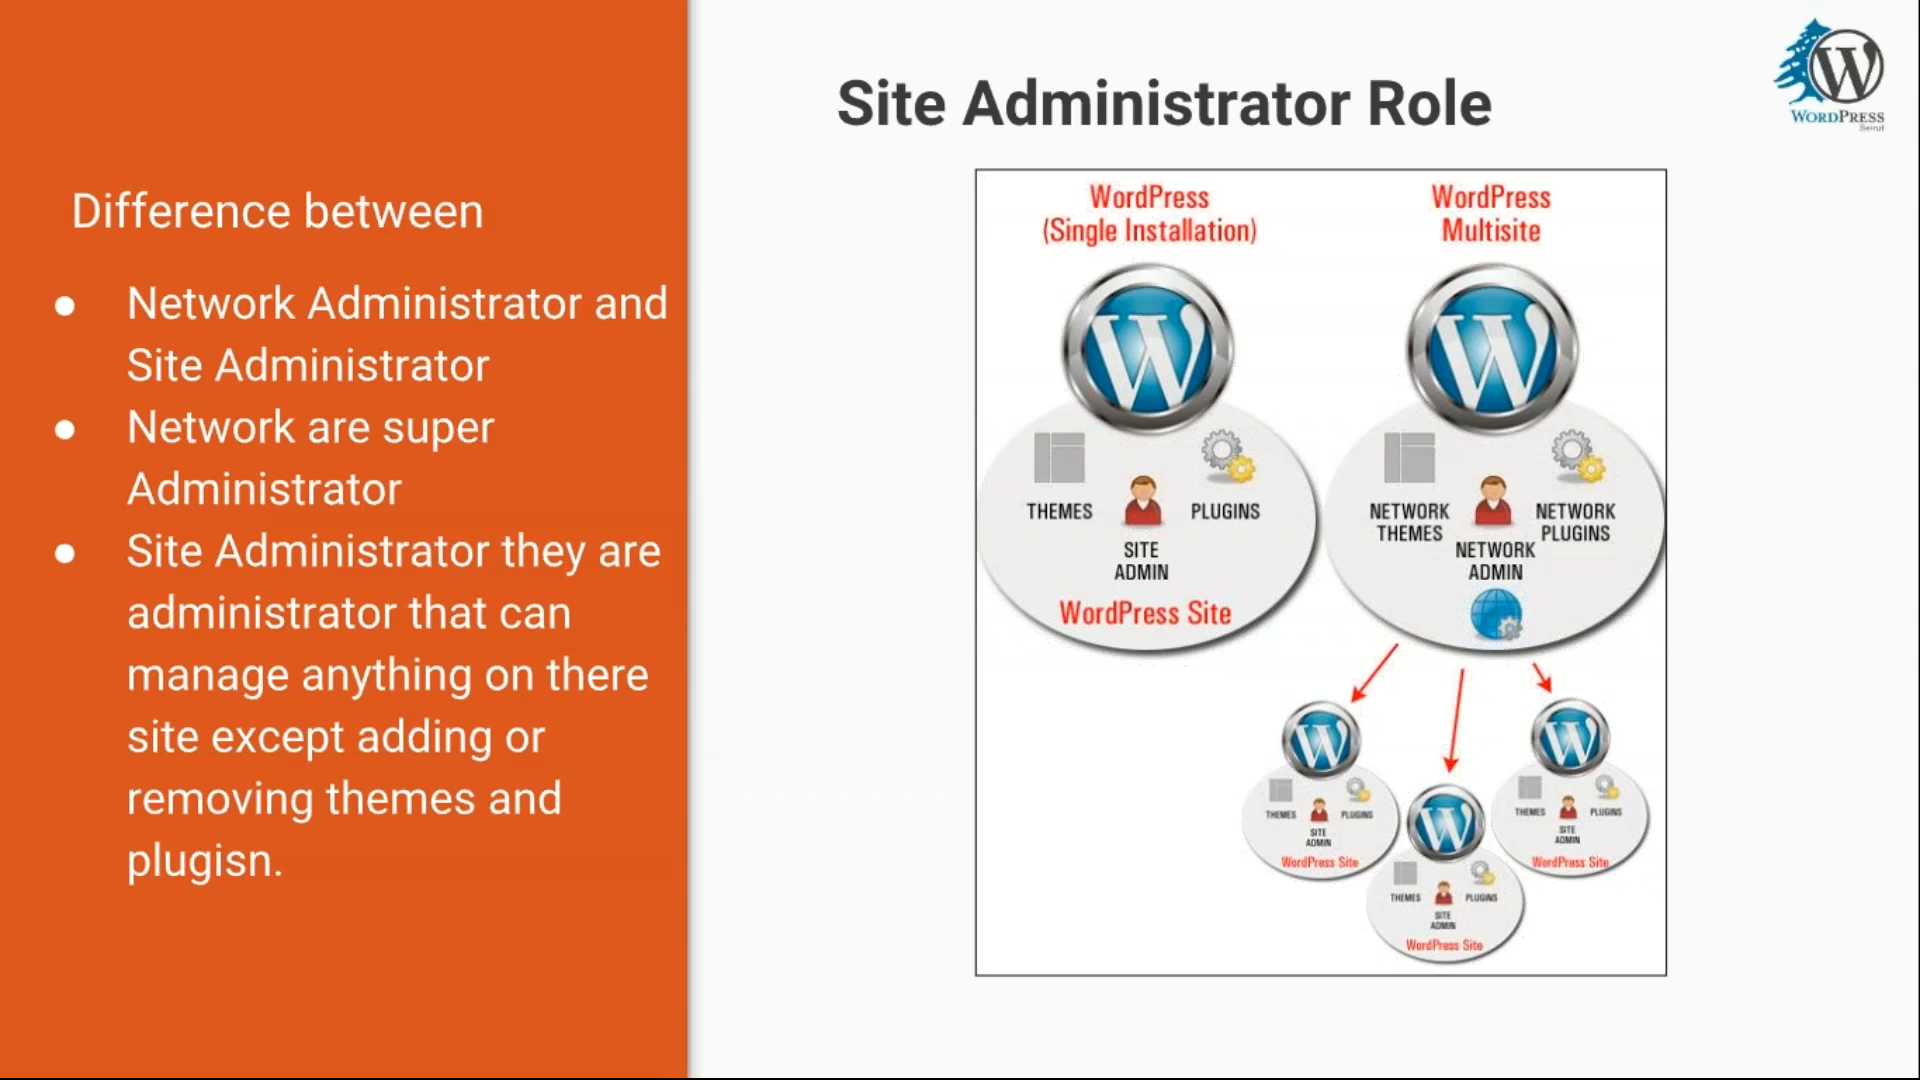 Site Administrator Role
WORDPRESS
Beirut
Difference between
● Network Administrator and
Site Administrator
● Network are super
Administrator
● Site Administrator they are
administrator that can
manage anything on there
site except adding or
removing themes and
plugisn.
WordPress
(Single Installation)
THEMES
PLUGINS
SITE
ADMIN
WordPress Site
WordPress
Multisite
NETWORK
THEMES
NETWORK
PLUGINS
NETWORK
ADMIN
THEMES
PLUGINS
SITE
ADMIN
WordPress Site
THEMES
PLUGINS
SITE
ADMIN
WordPress Site
THEMES
PLUGINS
SITE
ADMIN
WordPress Site